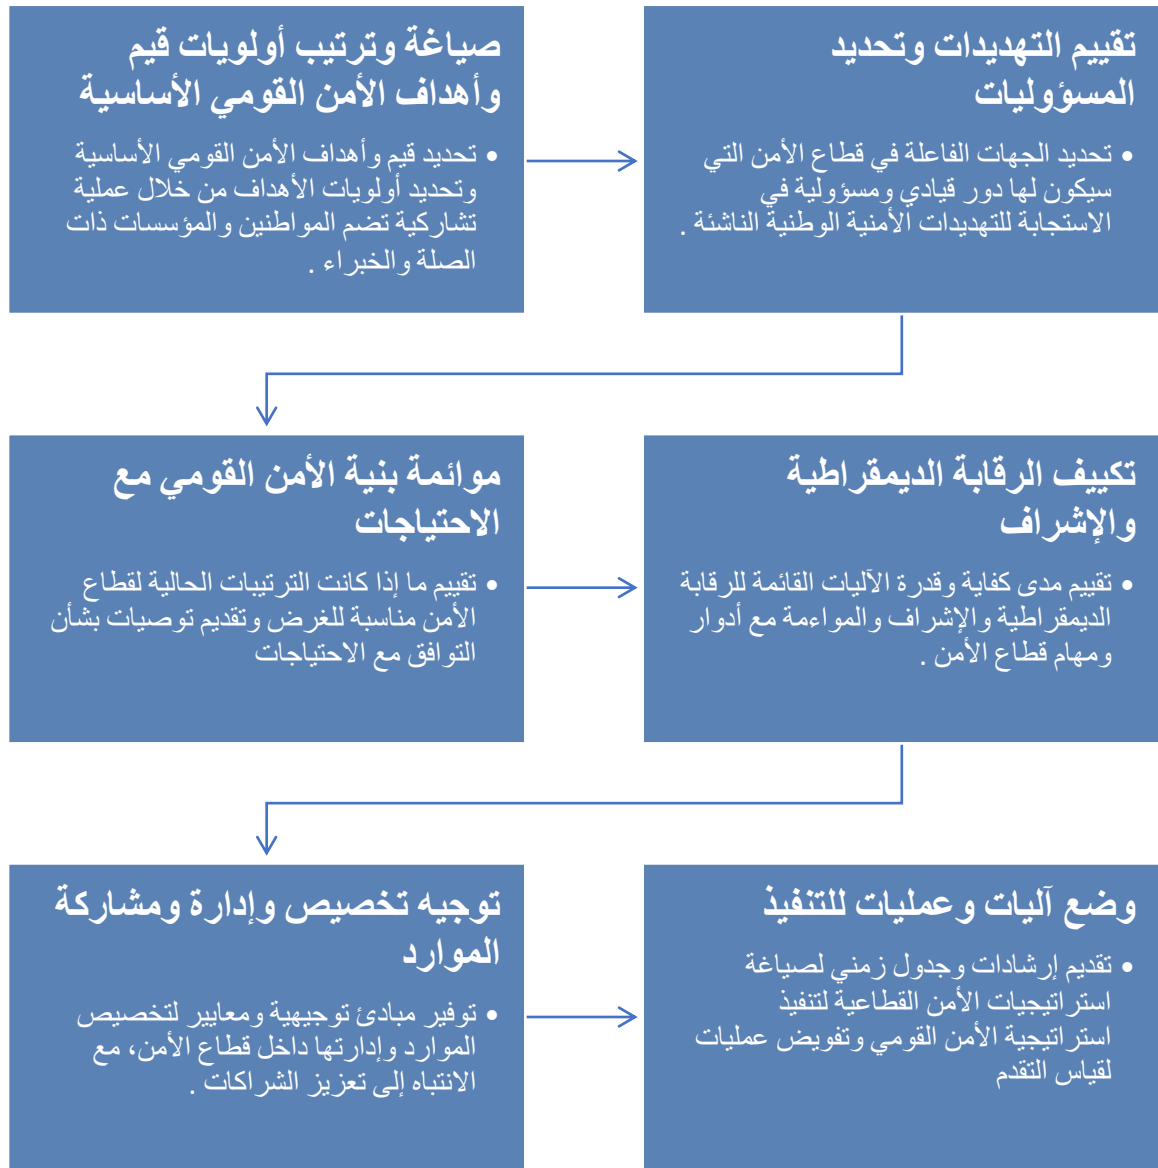 صياغة وترتيب أولويات قيم
وأهداف الأمن القومي الأساسية
• تحديد قيم وأهداف الأمن القومي الأساسية
وتحديد أولويات الأهداف من خلال عملية
تشاركية تضم المواطنين والمؤسسات ذات
الصلة والخبراء .
تقييم التهديدات وتحديد
المسؤوليات
• تحديد الجهات الفاعلة في قطاع الأمن التي
سيكون لها دور قيادي ومسؤولية في
الاستجابة للتهديدات الأمنية الوطنية الناشئة .
موائمة بنية الأمن القومي مع
الاحتياجات
• تقييم ما إذا كانت الترتيبات الحالية لقطاع
الأمن مناسبة للغرض وتقديم توصيات بشأن
التوافق مع الاحتياجات
تكييف الرقابة الديمقراطية
والإشراف
• تقييم مدى كفاية وقدرة الآليات القائمة للرقابة
الديمقراطية والإشراف والمواءمة مع أدوار
ومهام قطاع الأمن .
توجيه تخصيص وإدارة ومشاركة
الموارد
• توفير مبادئ توجيهية ومعايير لتخصيص
الموارد وإدارتها داخل قطاع الأمن، مع
الانتباه إلى تعزيز الشراكات .
وضع آليات وعمليات للتنفيذ
• تقديم إرشادات وجدول زمني لصياغة
استراتيجيات الأمن القطاعية لتنفيذ
استراتيجية الأمن القومي وتفويض عمليات
لقياس التقدم